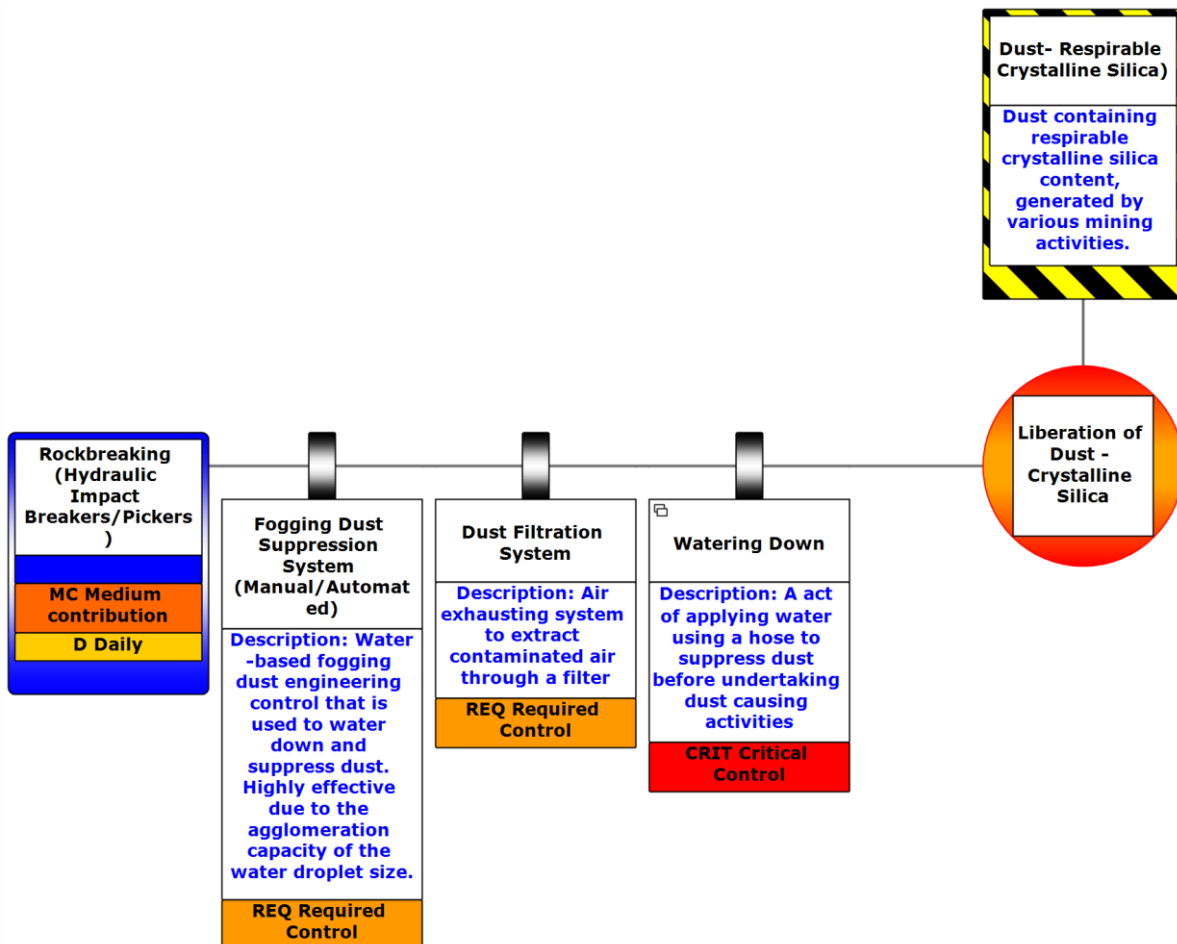 Dust- Respirable
Crystalline Silica)
Dust containing
respirable
crystalline silica
content,
generated by
various mining
activities.
Liberation of
Dust -
Crystalline
Silica
Rockbreaking
(Hydraulic
Impact
Breakers/Pickers
)
MC Medium
contribution
D Daily
Fogging Dust
Suppression
System
(Manual/Automat
ed)
Description: Water
-based fogging
dust engineering
control that is
used to water
down and
suppress dust.
Highly effective
due to the
agglomeration
capacity of the
water droplet size.
REQ Required
Control
Dust Filtration
System
Description: Air
exhausting system
to extract
contaminated air
through a filter
REQ Required
Control
Watering Down
Description: A act
of applying water
using a hose to
suppress dust
before undertaking
dust causing
activities
CRIT Critical
Control